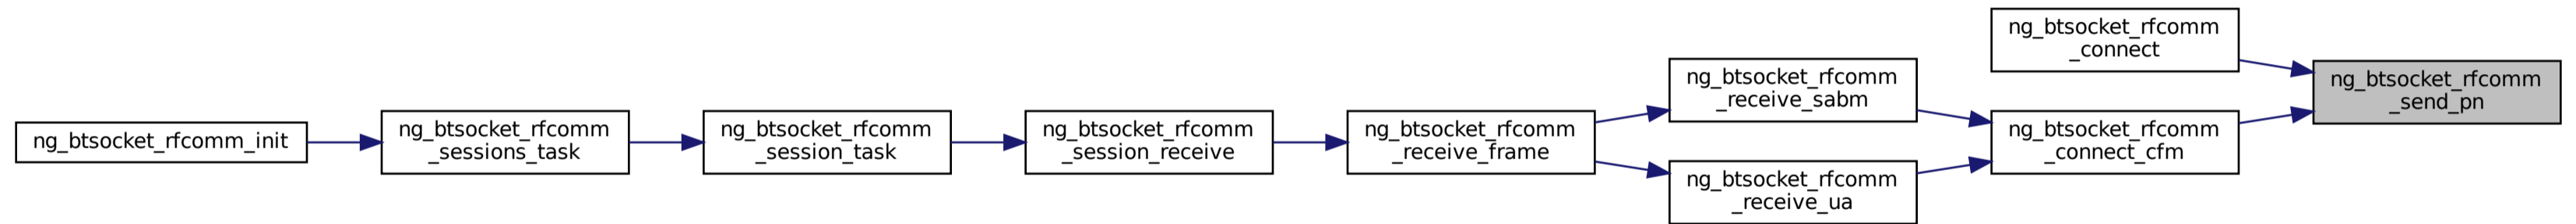 ng_btsocket_rfcomm_init
ng_btsocket_rfcomm
_sessions_task
ng_btsocket_rfcomm
_session_task
ng_btsocket_rfcomm
_session_receive
ng_btsocket_rfcomm
_receive_frame
ng_btsocket_rfcomm
_receive_sabm
ng_btsocket_rfcomm
_receive_ua
ng_btsocket_rfcomm
_connect
ng_btsocket_rfcomm
_connect_cfm
ng_btsocket_rfcomm
_send_pn